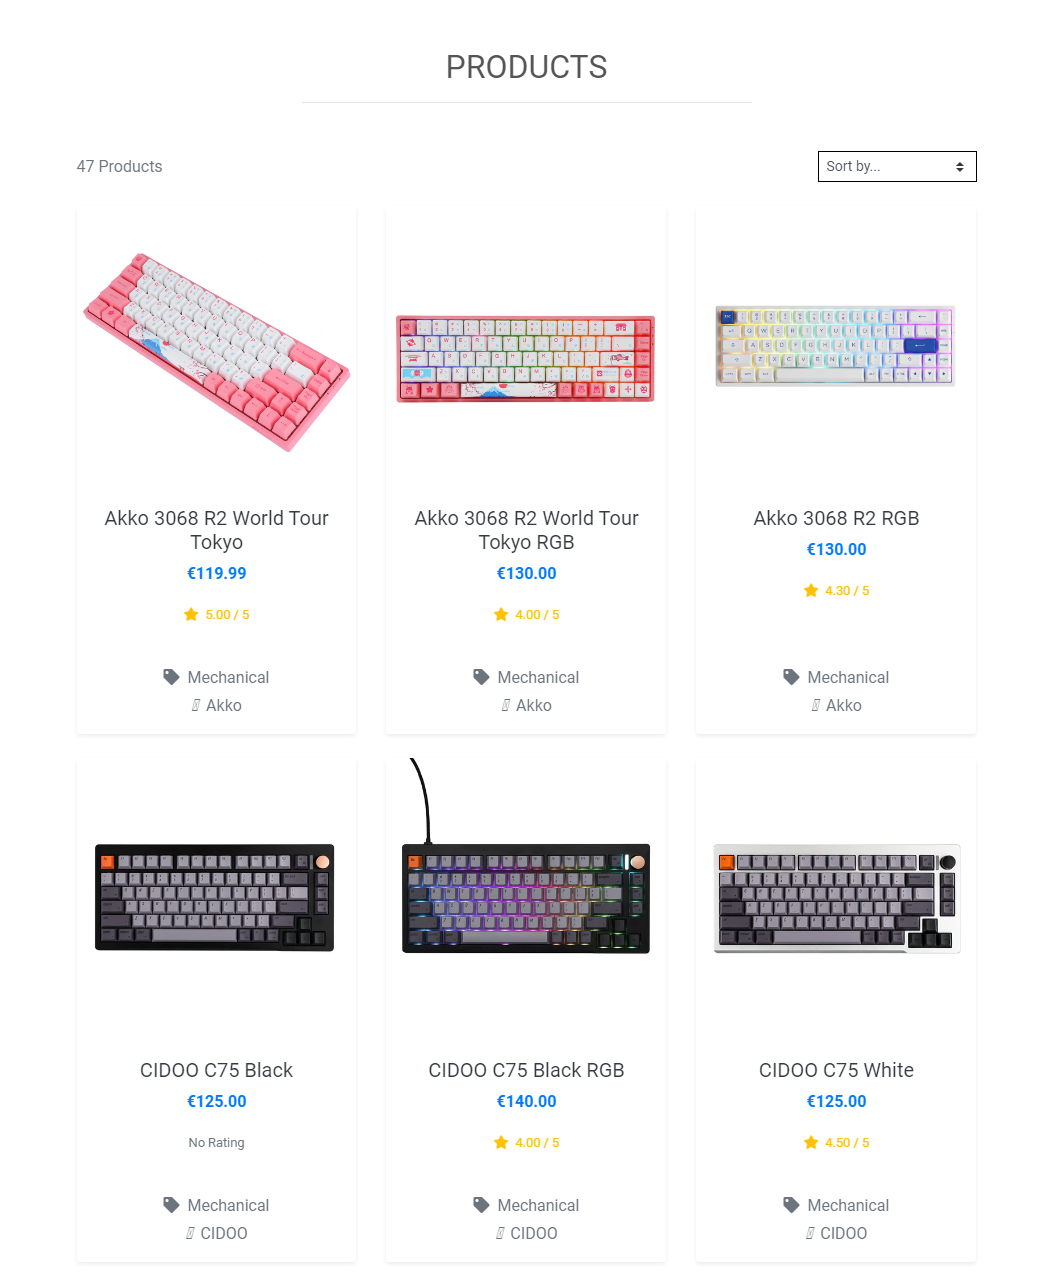 PRODUCTS
47 Products
Sort by...
Akko 3068 R2 World Tour
Tokyo
€119.99
5.00 / 5
Mechanical
Akko
Akko 3068 R2 World Tour
Tokyo RGB
€130.00
4.00 / 5
Mechanical
Akko
Akko 3068 R2 RGB
€130.00
4.30 / 5
Mechanical
Akko
CIDOO C75 Black
€125.00
No Rating
Mechanical
CIDOO
CIDOO C75 Black RGB
€140.00
4.00 / 5
Mechanical
CIDOO
CIDOO C75 White
€125.00
4.50 / 5
Mechanical
CIDOO